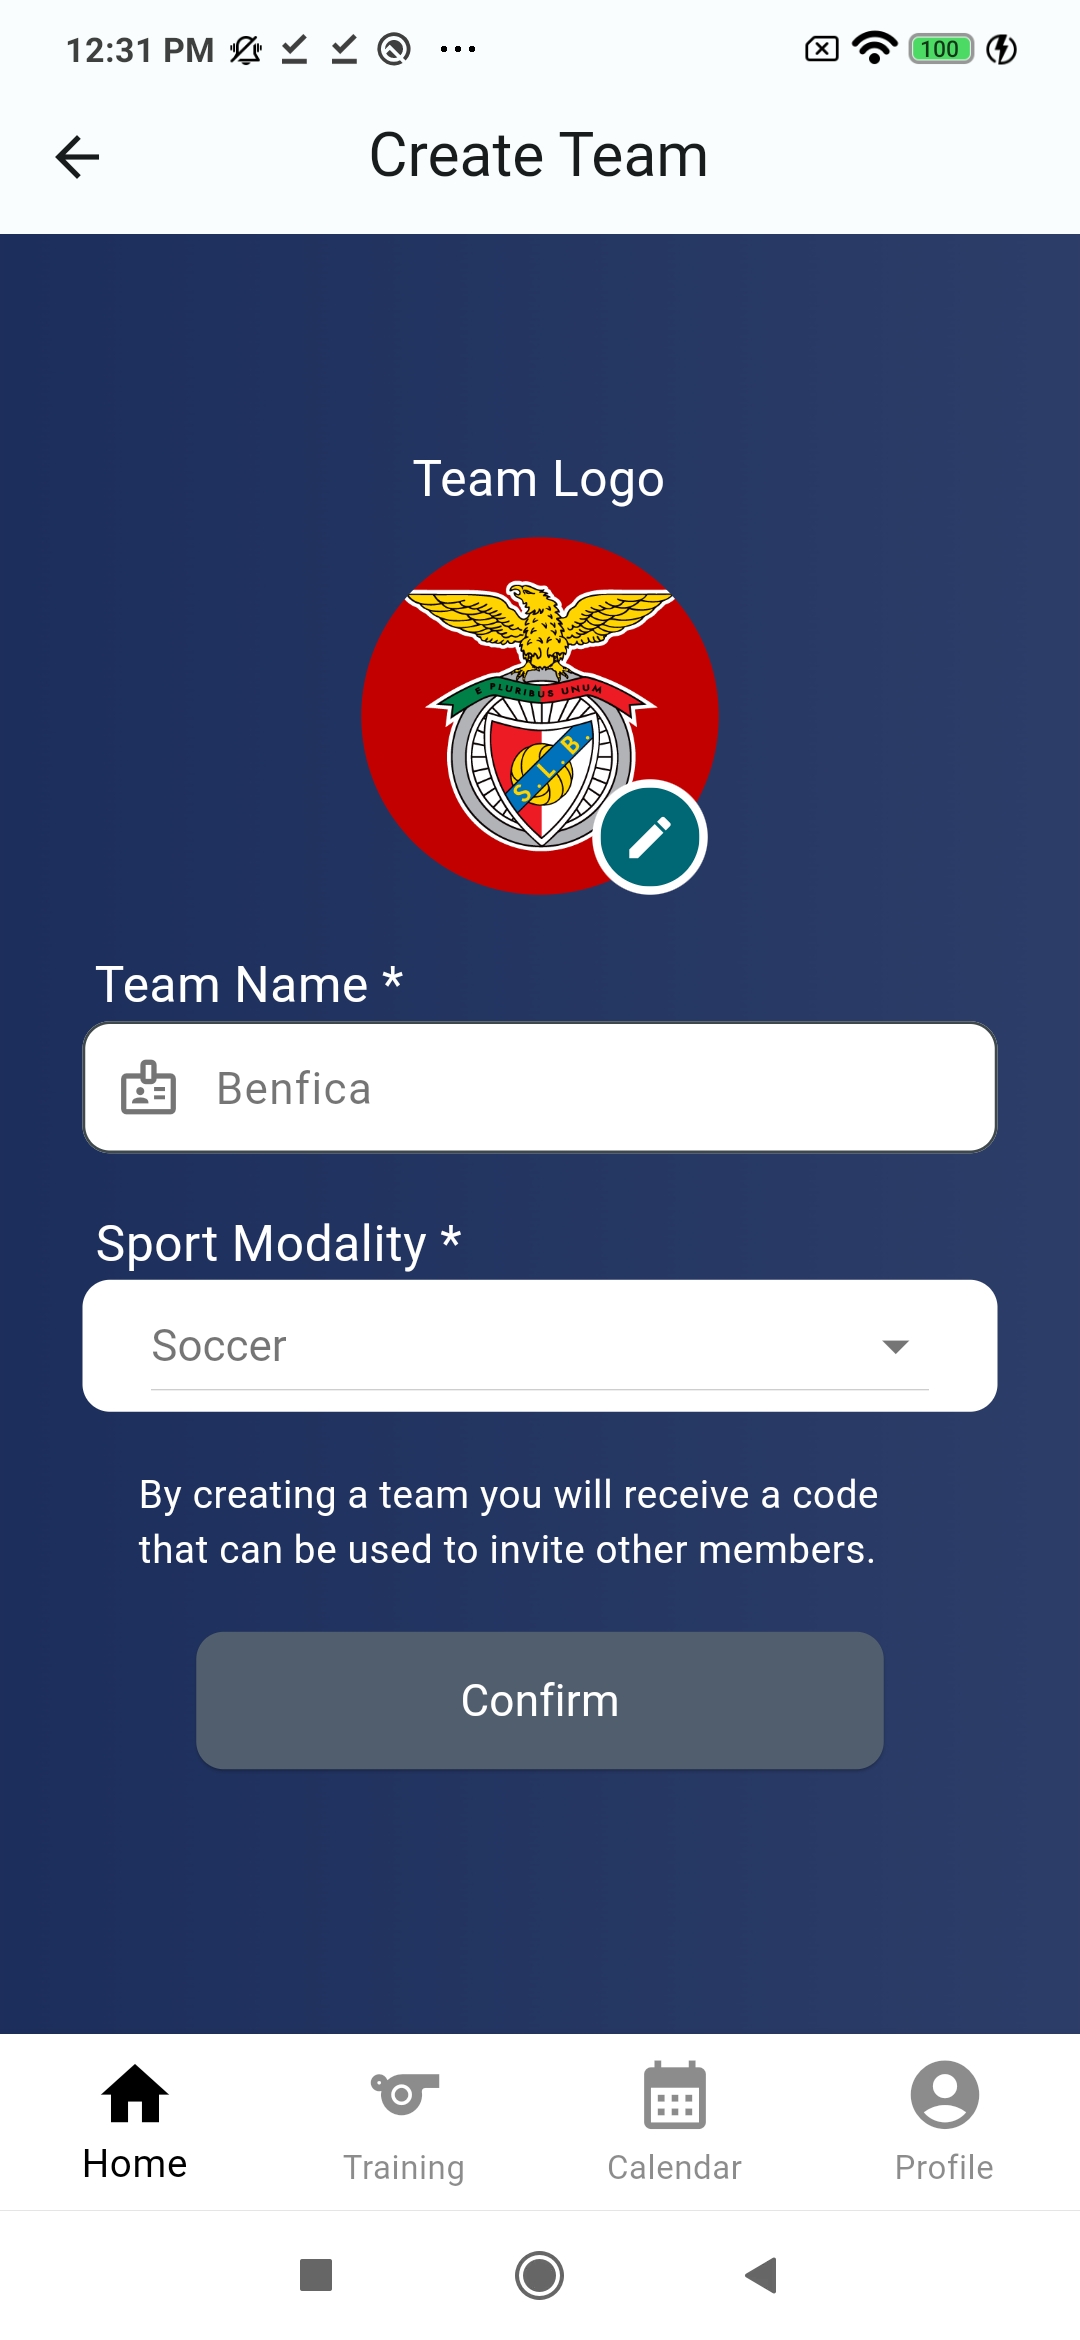 12:31 PM
100
Create Team
Team Logo
E PLURIBUS UNUM
S.L.B.
Team Name *
Benfica
Sport Modality *
Soccer
By creating a team you will receive a code
that can be used to invite other members.
Confirm
Home
Training
Calendar
Profile